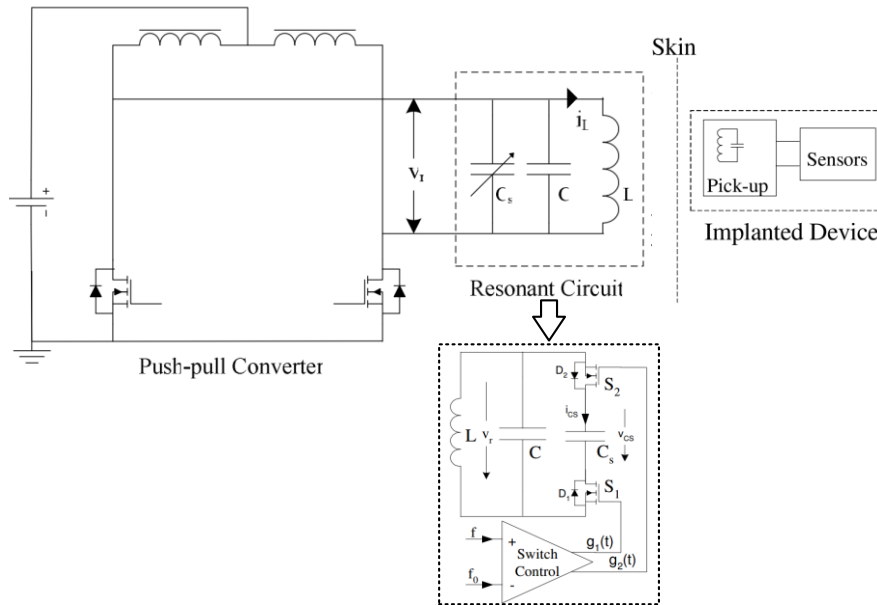 Skin
+
-
v_r
i_L
C_s
C
L
Pick-up
Sensors
Implanted Device
Resonant Circuit
Push-pull Converter
D_2
S_2
i_CS
L
v_r
C
C_s
v_CS
D_1
S_1
f
+
Switch
Control
f_0
-
g_1(t)
g_2(t)